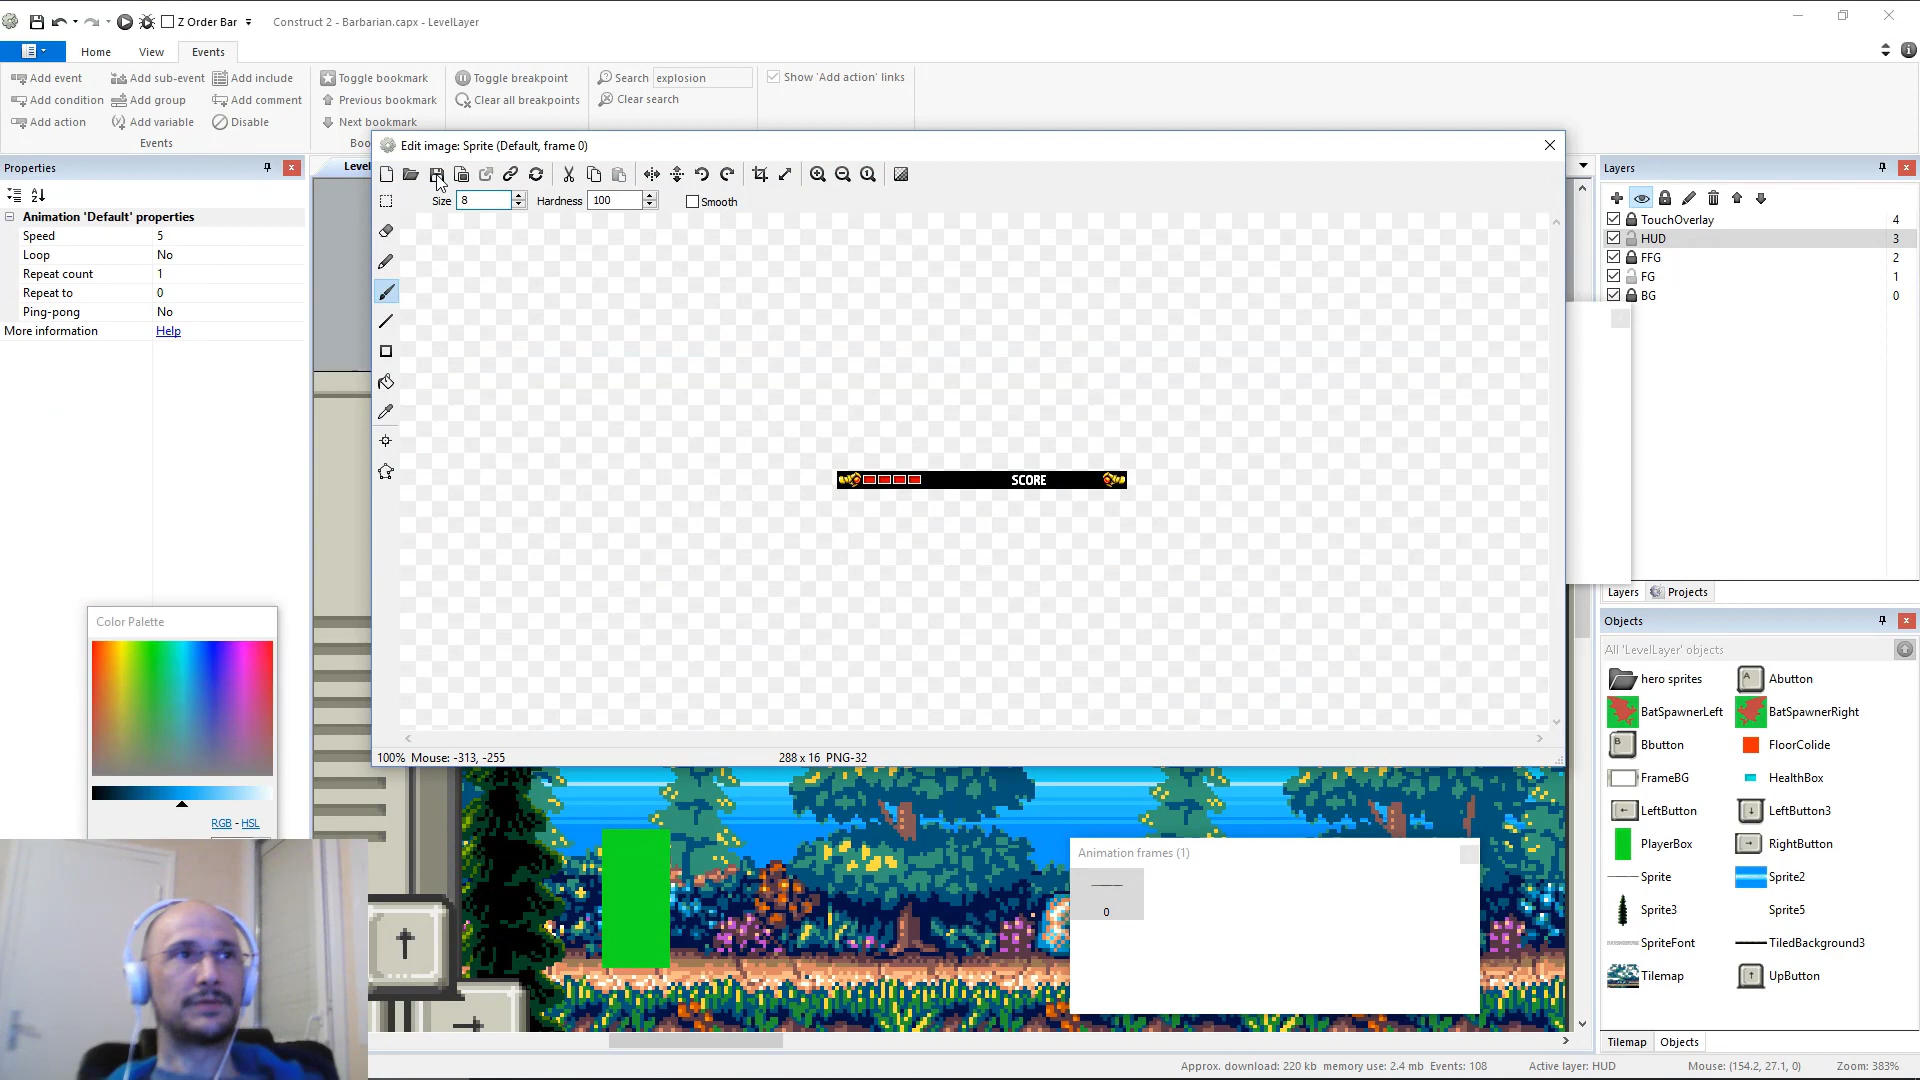 Z Order Bar
Construct 2 - Barbarian.capx - LevelLayer
Home
View
Events
Add event
Add sub-event
Add include
Toggle bookmark
Toggle breakpoint
Search
explosion
Show 'Add action' links
Add condition
Add group
Add comment
Previous bookmark
Clear all breakpoints
Clear search
Add action
Add variable
Disable
Next bookmark
Events
Boo
Properties
Leve
Edit image: Sprite (Default, frame 0)
Layers
Size
8
Hardness
100
Smooth
Animation 'Default' properties
Speed
5
Loop
No
Repeat count
1
Repeat to
0
Ping-pong
No
More information
Help
TouchOverlay
4
HUD
3
FFG
2
FG
1
BG
0
SCORE
Layers
Projects
Color Palette
RGB - HSL
100%
Mouse: -313, -255
288 x 16
PNG-32
Animation frames (1)
0
Objects
All 'LevelLayer' objects
hero sprites
A
Abutton
BatSpawnerLeft
BatSpawnerRight
B
Bbutton
FloorColide
FrameBG
HealthBox
LeftButton
LeftButton3
PlayerBox
RightButton
Sprite
Sprite2
Sprite3
Sprite5
SpriteFont
TiledBackground3
Tilemap
UpButton
Tilemap
Objects
Approx. download: 220 kb
memory use: 2.4 mb
Events: 108
Active layer: HUD
Mouse: (154.2, 27.1, 0)
Zoom: 383%